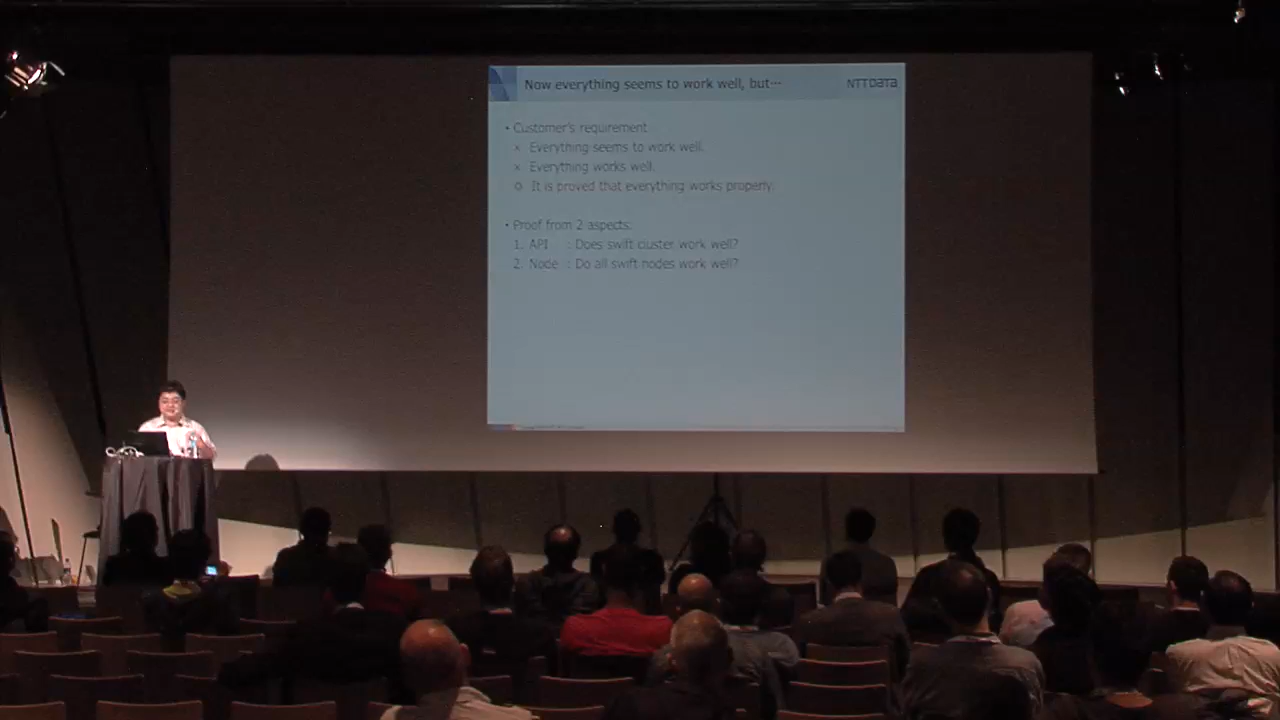 Now everything seems to work well, but…
NTT DATA
• Customer's requirement
× Everything seems to work well.
× Everything works well.
○ It is proved that everything works properly.
• Proof from 2 aspects:
1. API : Does swift cluster work well?
2. Node : Do all swift nodes work well?